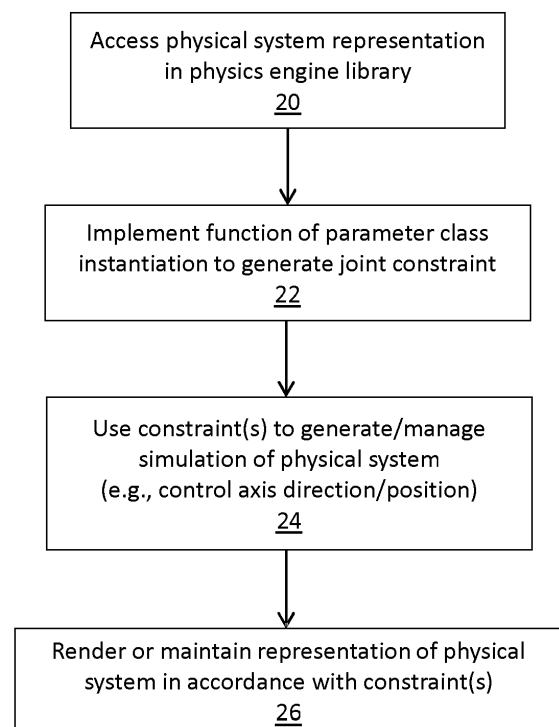 Access physical system representation
in physics engine library
20
Implement function of parameter class
instantiation to generate joint constraint
22
Use constraint(s) to generate/manage
simulation of physical system
(e.g., control axis direction/position)
24
Render or maintain representation of physical
system in accordance with constraint(s)
26